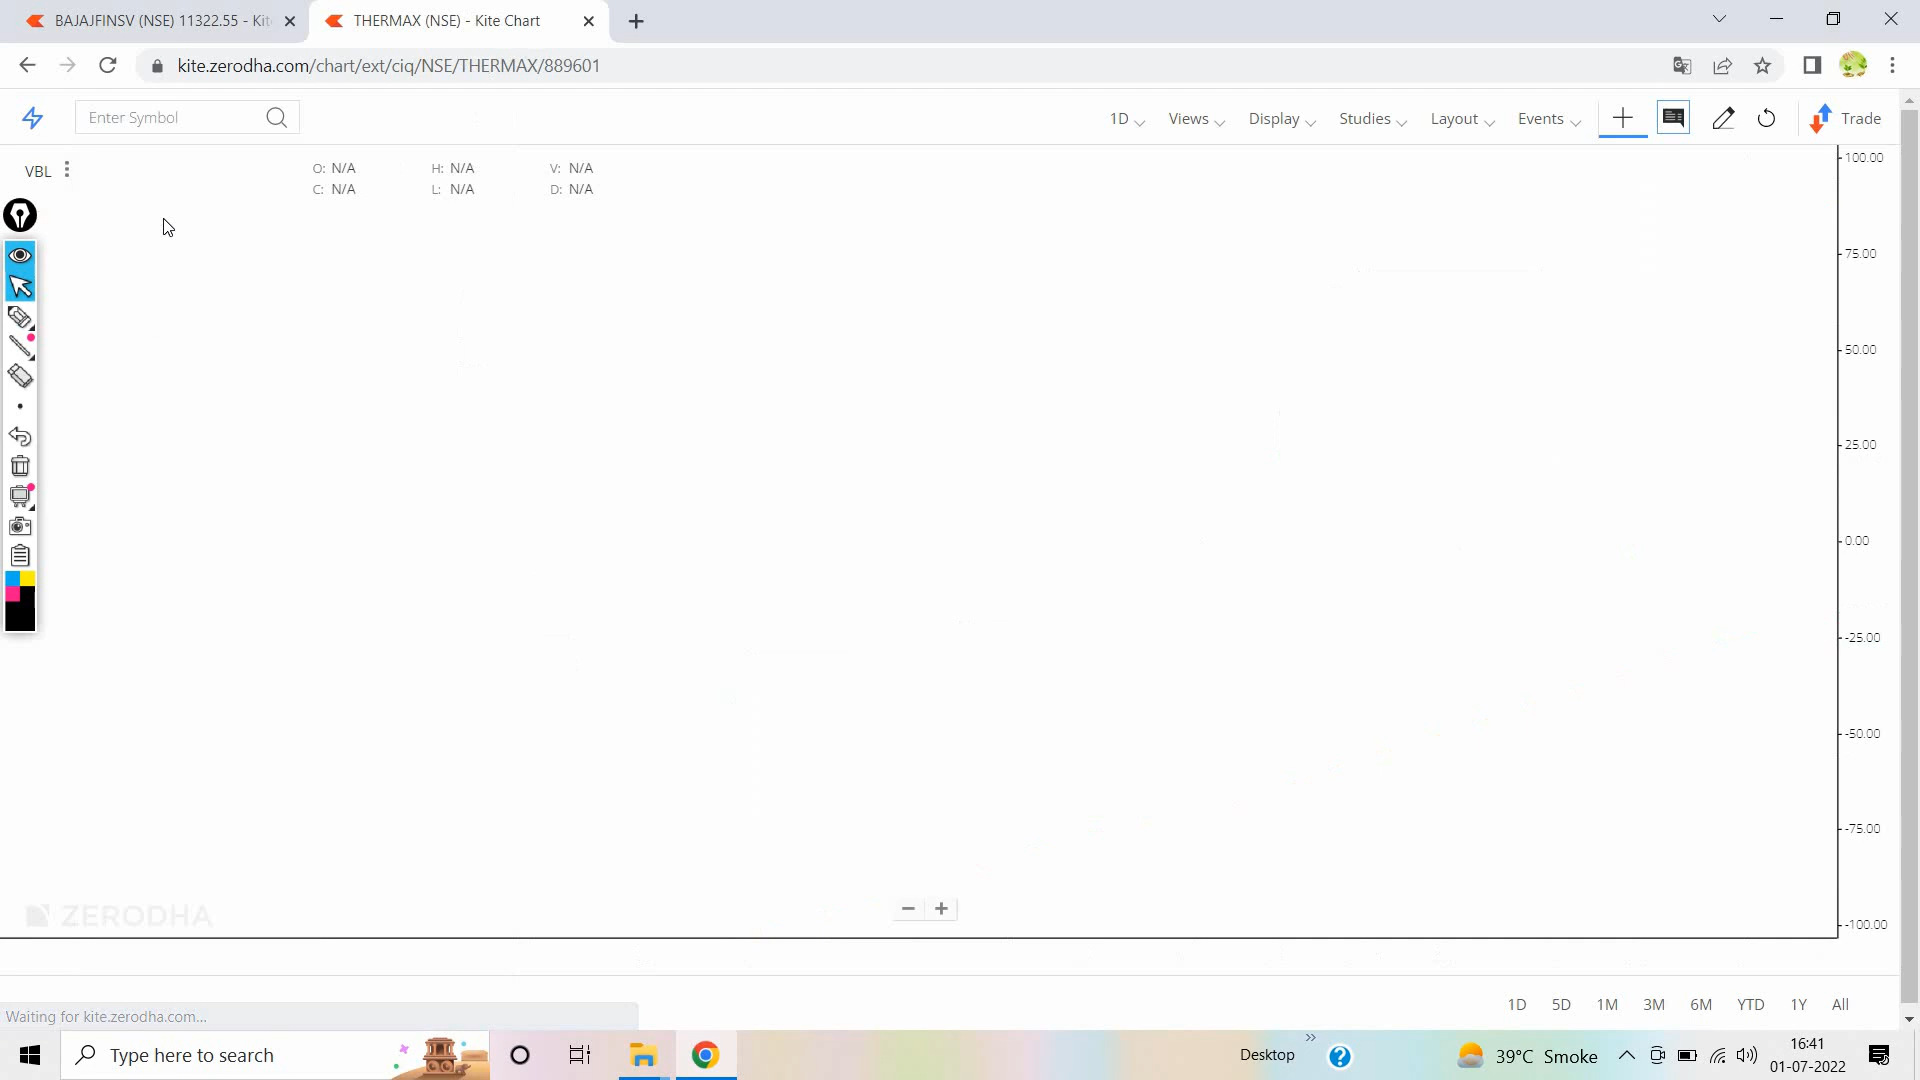 BAJAJFINSV (NSE) 11322.55 - Kit
THERMAX (NSE) - Kite Chart
kite.zerodha.com/chart/ext/ciq/NSE/THERMAX/889601
Enter Symbol
1D
Views
Display
Studies
Layout
Events
Trade
VBL
O: N/A H: N/A V: N/A
C: N/A L: N/A D: N/A
100.00
75.00
50.00
25.00
0.00
-25.00
-50.00
-75.00
-100.00
ZERODHA
1D 5D 1M 3M 6M YTD 1Y All
Waiting for kite.zerodha.com...
Type here to search
Desktop
39°C Smoke
16:41
01-07-2022